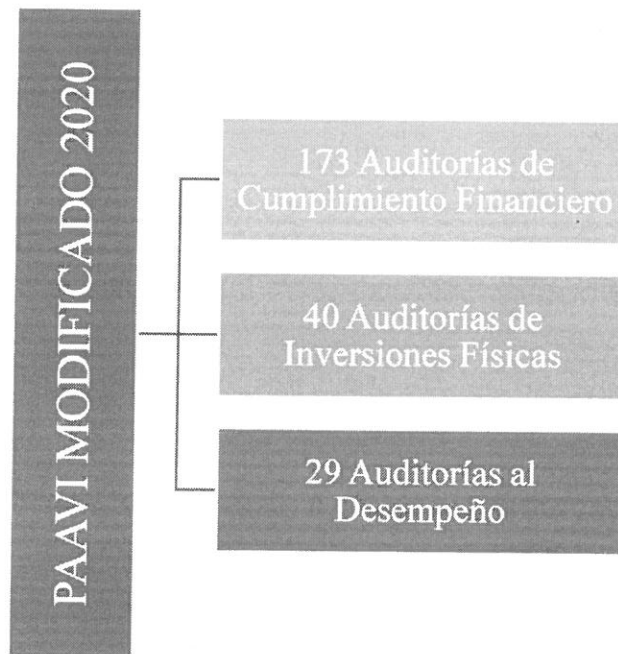 PAAVI MODIFICADO 2020
173 Auditorías de
Cumplimiento Financiero
40 Auditorías de
Inversiones Físicas
29 Auditorías al
Desempeño